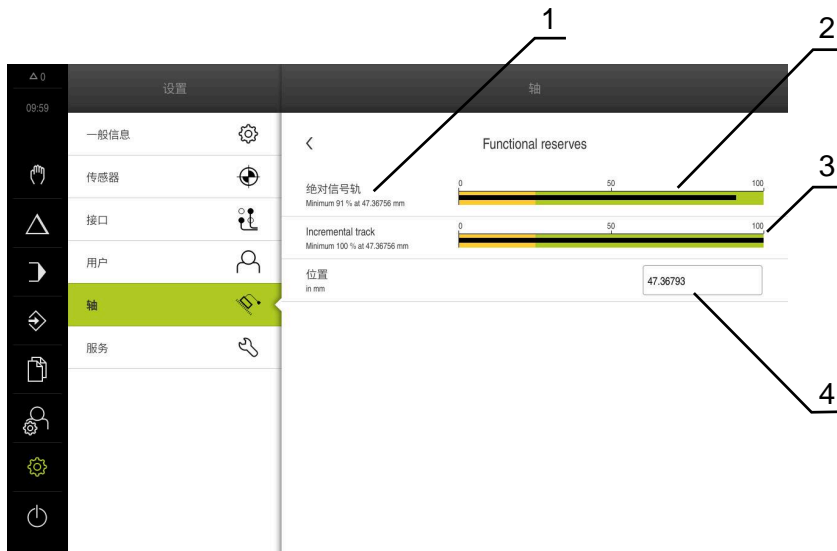 1
2
△ 0
设置
轴
09:59
一般信息
Functional reserves
传感器
绝对信号轨
0 50 100
Minimum 91 % at 47.36756 mm
3
接口
Incremental track
0 50 100
Minimum 100 % at 47.36756 mm
用户
位置
in mm
47.36793
轴
服务
4